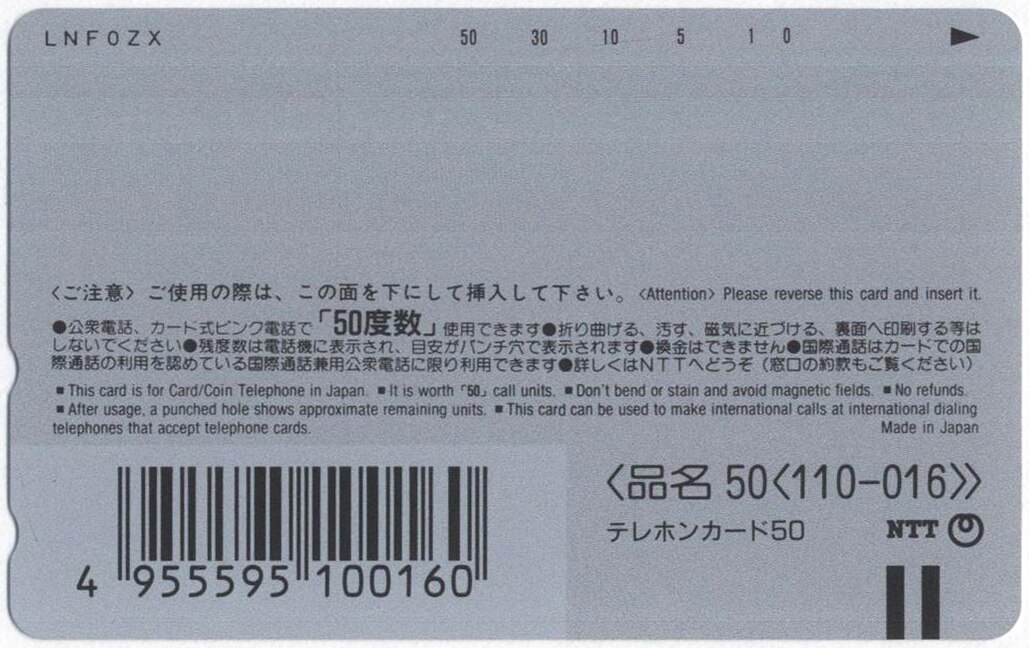 LNF0ZX 50 30 10 5 1 0
〈ご注意〉ご使用の際は、この面を下にして挿入して下さい。〈Attention〉Please reverse this card and insert it.
●公衆電話、カード式ピンク電話で「50度数」使用できます●折り曲げる、汚す、磁気に近づける、裏面へ印刷する等は
しないでください●残度数は電話機に表示され、目安がパンチ穴で表示されます●換金はできません●国際通話はカードでの国
際通話の利用を認めている国際通話兼用公衆電話に限り利用できます●詳しくはNTTへどうぞ（窓口の約款もご覧ください）
■This card is for Card/Coin Telephone in Japan. ■It is worth「50」call units. ■Don't bend or stain and avoid magnetic fields. ■No refunds.
■After usage, a punched hole shows approximate remaining units. ■This card can be used to make international calls at international dialing
telephones that accept telephone cards. Made in Japan
〈品名 50〈110-016〉〉
テレホンカード50 NTT
4 955595 100160